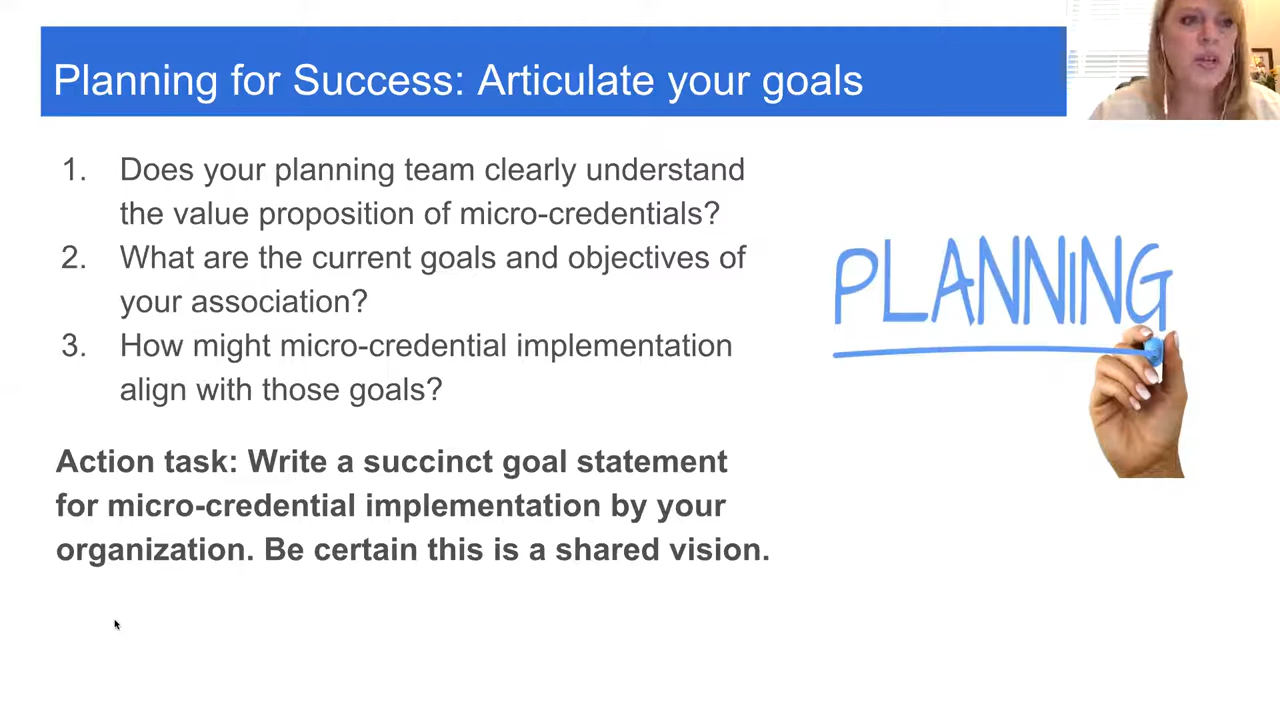 Planning for Success: Articulate your goals
1. Does your planning team clearly understand
the value proposition of micro-credentials?
2. What are the current goals and objectives of
your association?
3. How might micro-credential implementation
align with those goals?
Action task: Write a succinct goal statement
for micro-credential implementation by your
organization. Be certain this is a shared vision.
PLANNING